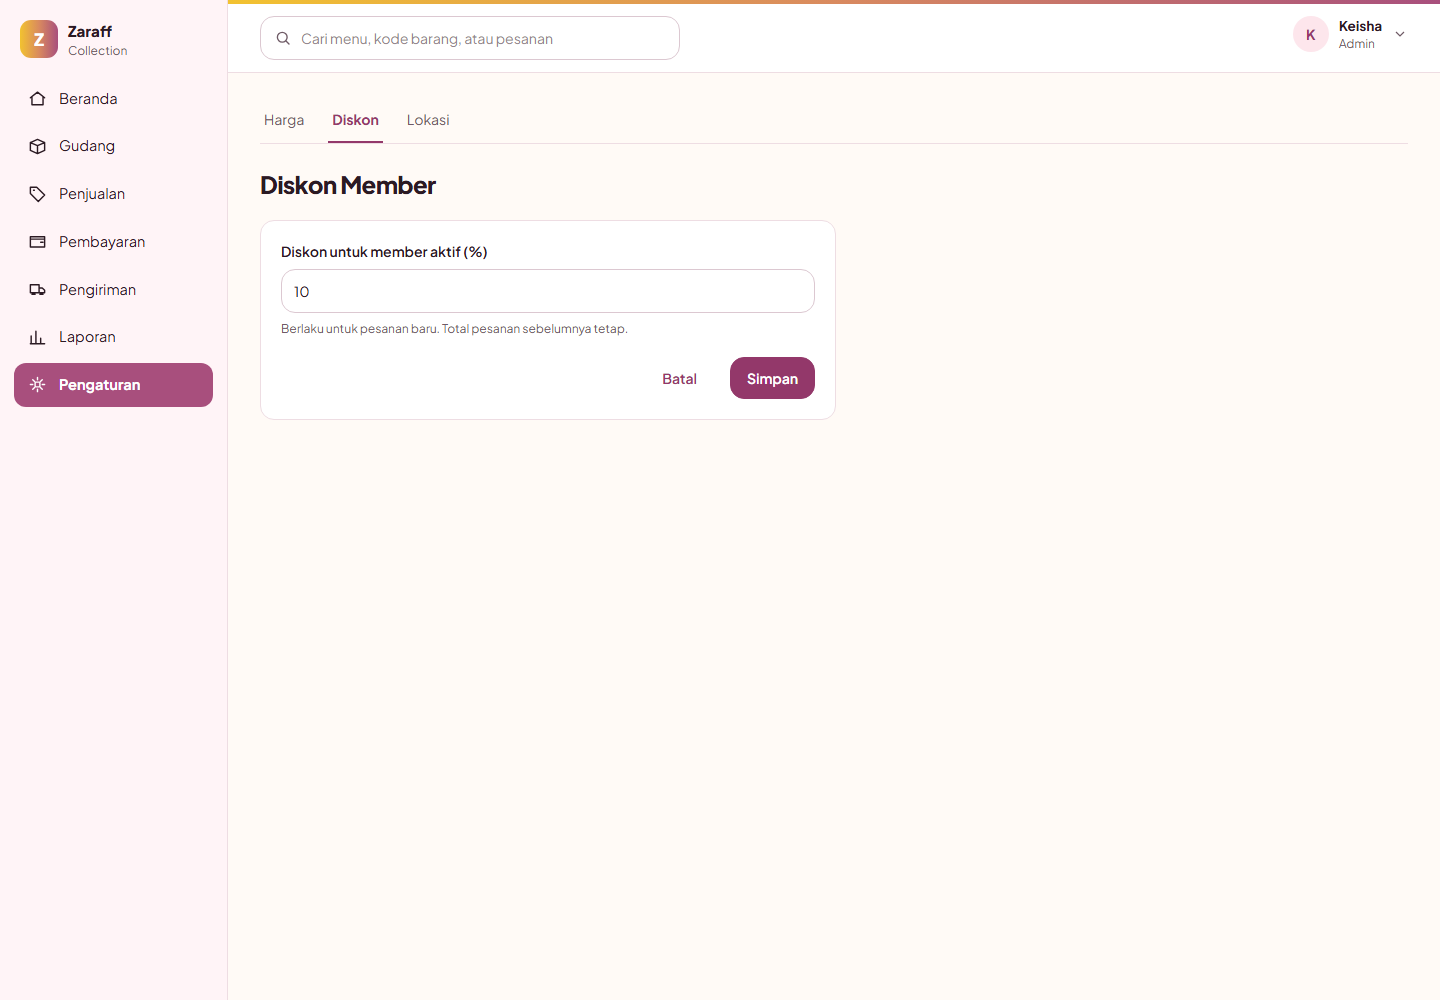 Z
Zaraff
Collection
Beranda
Gudang
Penjualan
Pembayaran
Pengiriman
Laporan
Pengaturan
Cari menu, kode barang, atau pesanan
K
Keisha
Admin
Harga
Diskon
Lokasi
Diskon Member
Diskon untuk member aktif (%)
10
Berlaku untuk pesanan baru. Total pesanan sebelumnya tetap.
Batal
Simpan